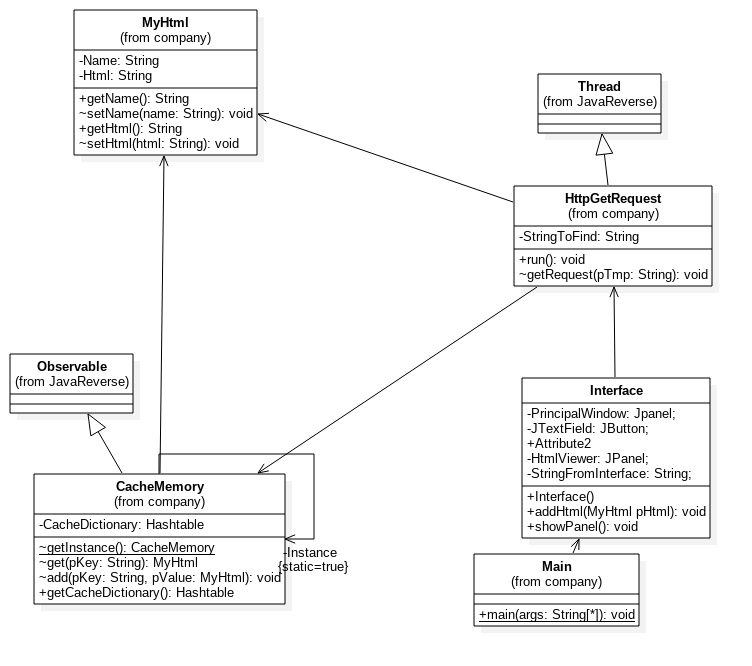 MyHtml
(from company)
-Name: String
-Html: String
+getName(): String
~setName(name: String): void
+getHtml(): String
~setHtml(html: String): void
Thread
(from JavaReverse)
HttpGetRequest
(from company)
-StringToFind: String
+run(): void
~getRequest(pTmp: String): void
Observable
(from JavaReverse)
Interface
-PrincipalWindow: Jpanel;
-JTextField: JButton;
+Attribute2
-HtmlViewer: JPanel;
-StringFromInterface: String;
+Interface()
+addHtml(MyHtml pHtml): void
+showPanel(): void
CacheMemory
(from company)
-CacheDictionary: Hashtable
~getInstance(): CacheMemory
~get(pKey: String): MyHtml
~add(pKey: String, pValue: MyHtml): void
+getCacheDictionary(): Hashtable
-Instance
{static=true}
Main
(from company)
+main(args: String[*]): void